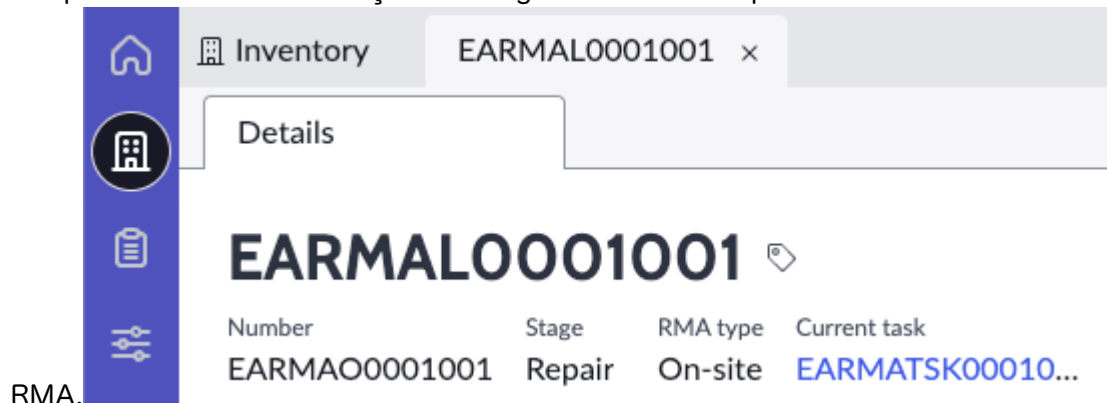 Inventory EARMAL0001001 ×
Details
EARMAL0001001
Number Stage RMA type Current task
EARMAO0001001 Repair On-site EARMATSK00010...
RMA.